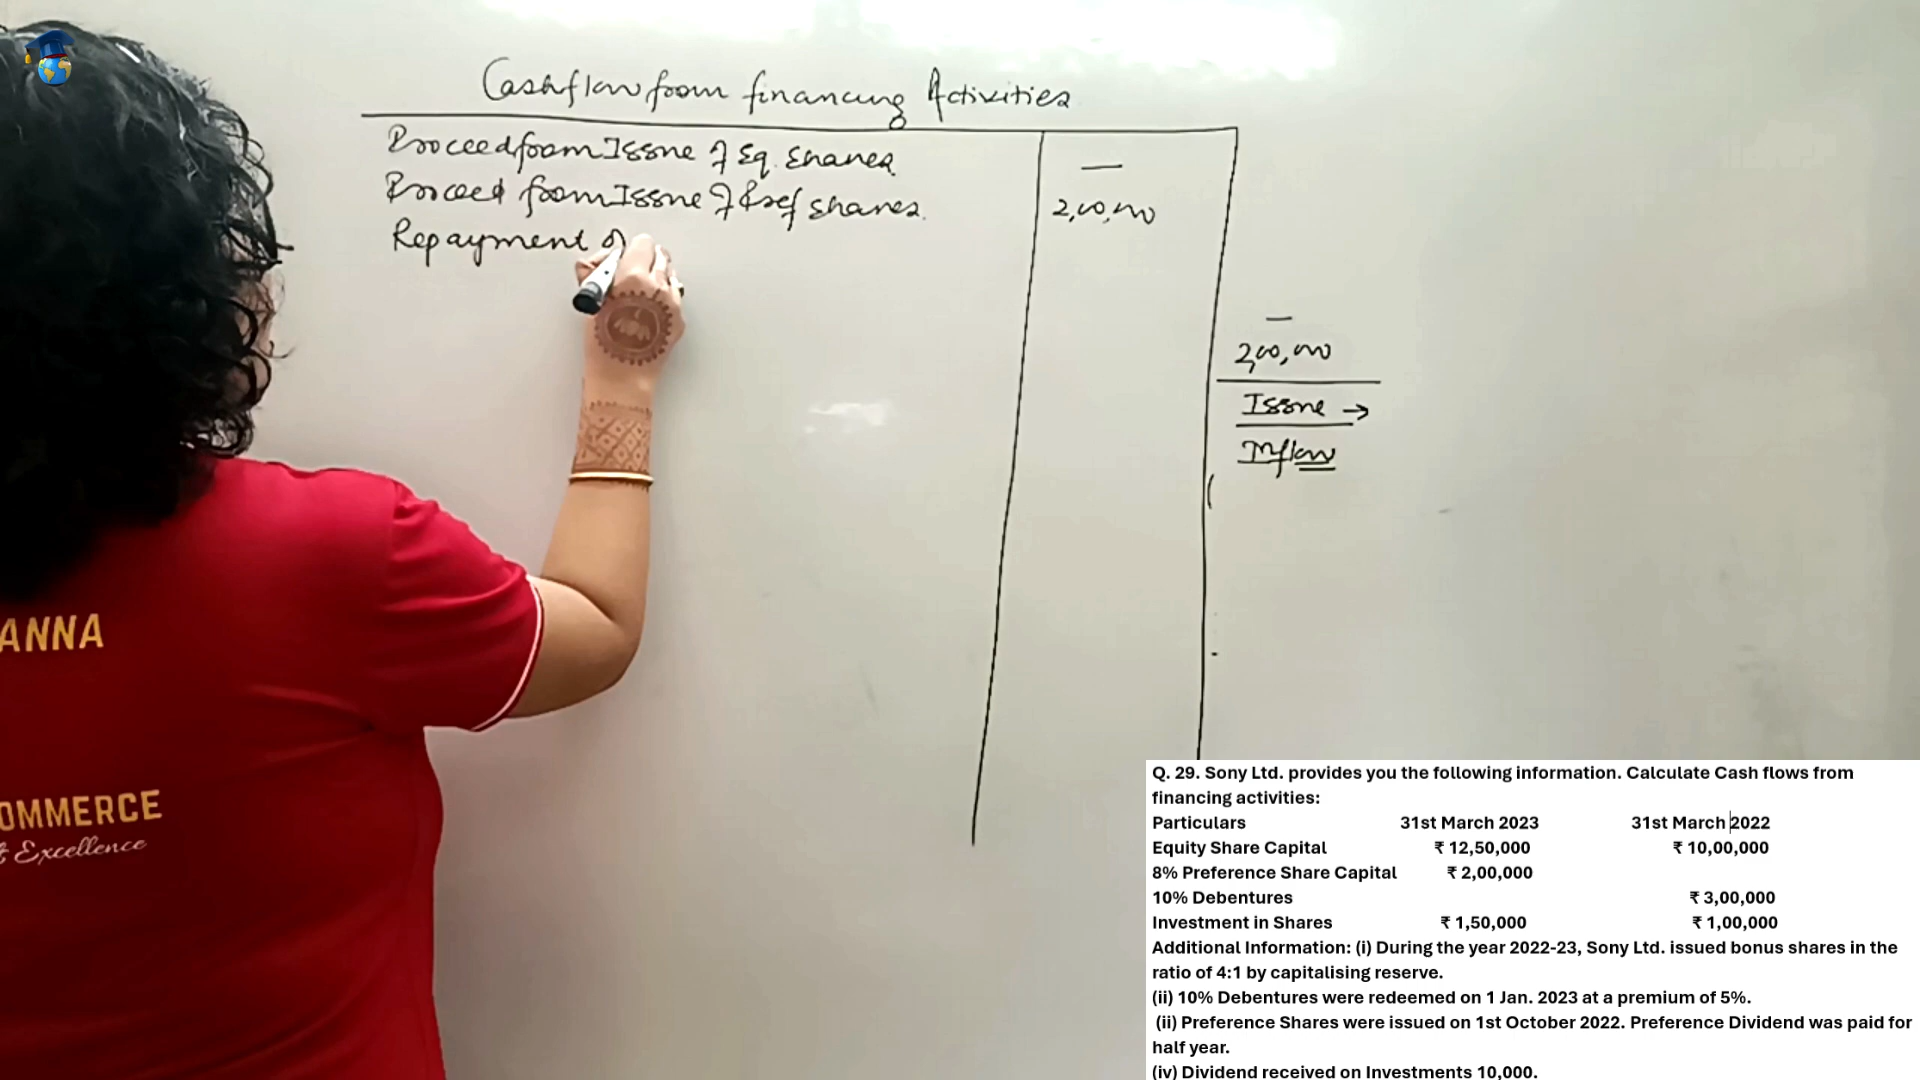 Cashflow from financing Activities
Proceed from Issue of Eq. Shares —
Proceed from Issue of Pref shares. 2,00,000
Repayment o
—
2,00,000
Issue →
Inflow
(
ANNA
OMMERCE
Excellence
Q. 29. Sony Ltd. provides you the following information. Calculate Cash flows from
financing activities:
Particulars 31st March 2023 31st March 2022
Equity Share Capital ₹ 12,50,000 ₹ 10,00,000
8% Preference Share Capital ₹ 2,00,000
10% Debentures ₹ 3,00,000
Investment in Shares ₹ 1,50,000 ₹ 1,00,000
Additional Information: (i) During the year 2022-23, Sony Ltd. issued bonus shares in the
ratio of 4:1 by capitalising reserve.
(ii) 10% Debentures were redeemed on 1 Jan. 2023 at a premium of 5%.
(ii) Preference Shares were issued on 1st October 2022. Preference Dividend was paid for
half year.
(iv) Dividend received on Investments 10,000.